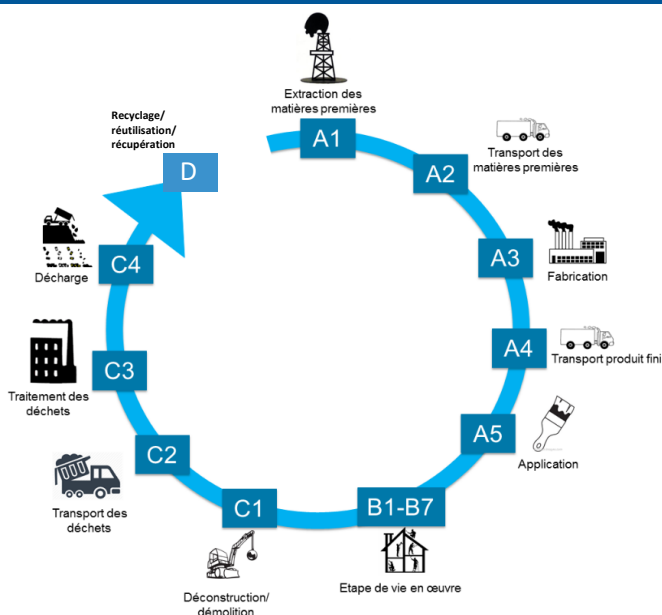 Extraction des
matières premières
A1
A2
Transport des
matières premières
A3
Fabrication
A4
Transport produit fini
A5
Application
B1-B7
Etape de vie en œuvre
C1
Déconstruction/
démolition
C2
Transport des
déchets
C3
Traitement des
déchets
C4
Décharge
D
Recyclage/
réutilisation/
récupération